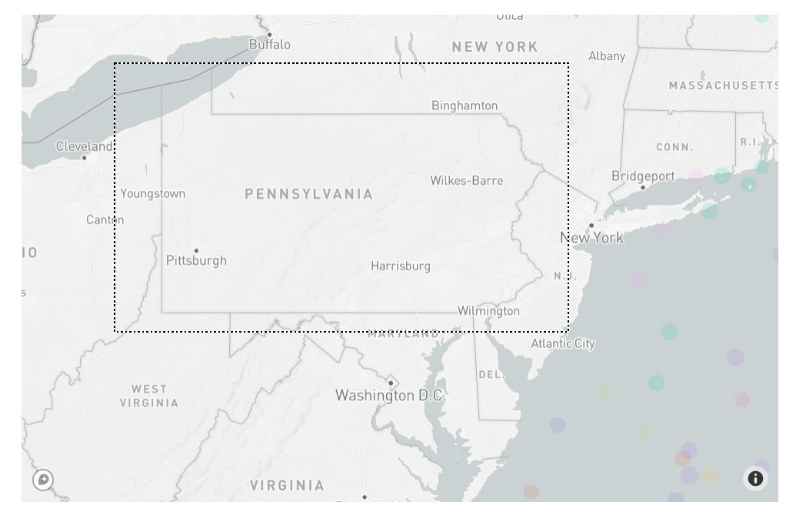 Utica
Buffalo
NEW YORK
Albany
MASSACHUSETTS
Binghamton
Cleveland
CONN.
R.I.
Bridgeport
Youngstown
PENNSYLVANIA
Wilkes-Barre
Canton
New York
IO
Pittsburgh
Harrisburg
N.J.
s
Wilmington
MARYLAND
Atlantic City
DEL.
WEST
VIRGINIA
Washington D.C.
VIRGINIA